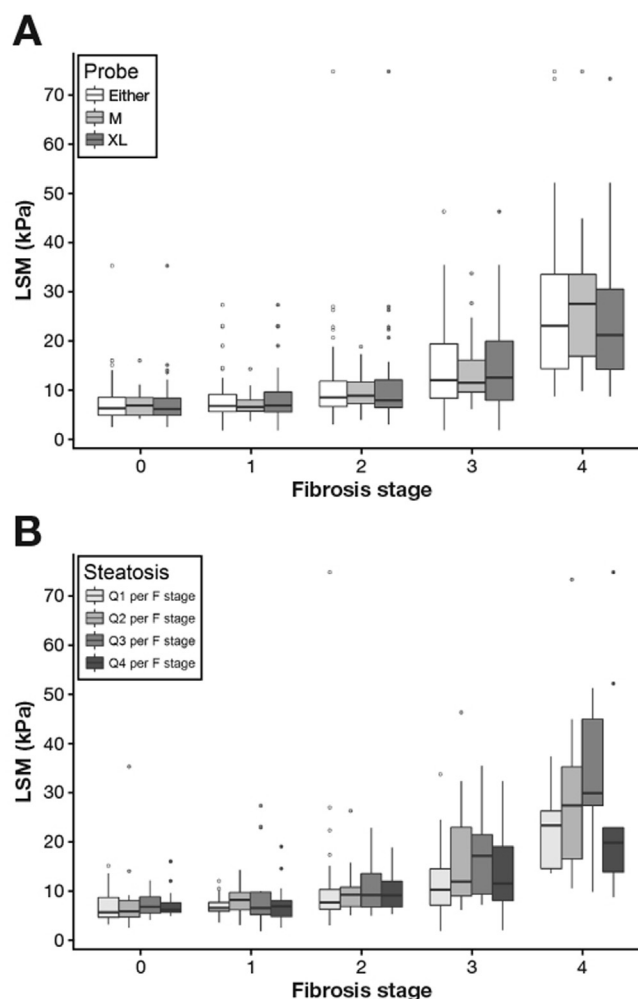 A
Probe
Either
M
XL
70
60
50
40
30
20
10
0
LSM (kPa)
0 1 2 3 4
Fibrosis stage
B
Steatosis
Q1 per F stage
Q2 per F stage
Q3 per F stage
Q4 per F stage
70
60
50
40
30
20
10
0
LSM (kPa)
0 1 2 3 4
Fibrosis stage